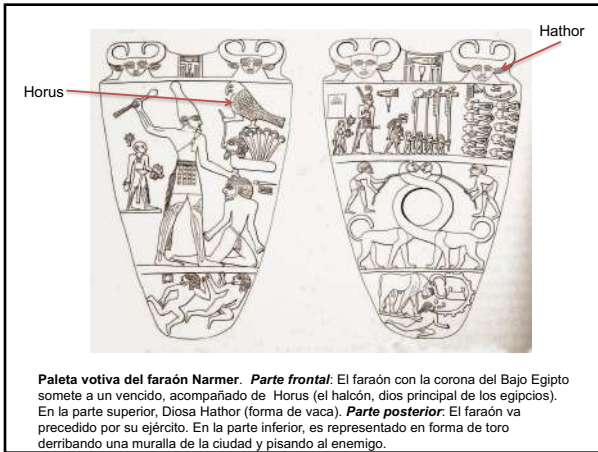 Hathor
Horus
Paleta votiva del faraón Narmer. Parte frontal: El faraón con la corona del Bajo Egipto
somete a un vencido, acompañado de Horus (el halcón, dios principal de los egipcios).
En la parte superior, Diosa Hathor (forma de vaca). Parte posterior: El faraón va
precedido por su ejército. En la parte inferior, es representado en forma de toro
derribando una muralla de la ciudad y pisando al enemigo.